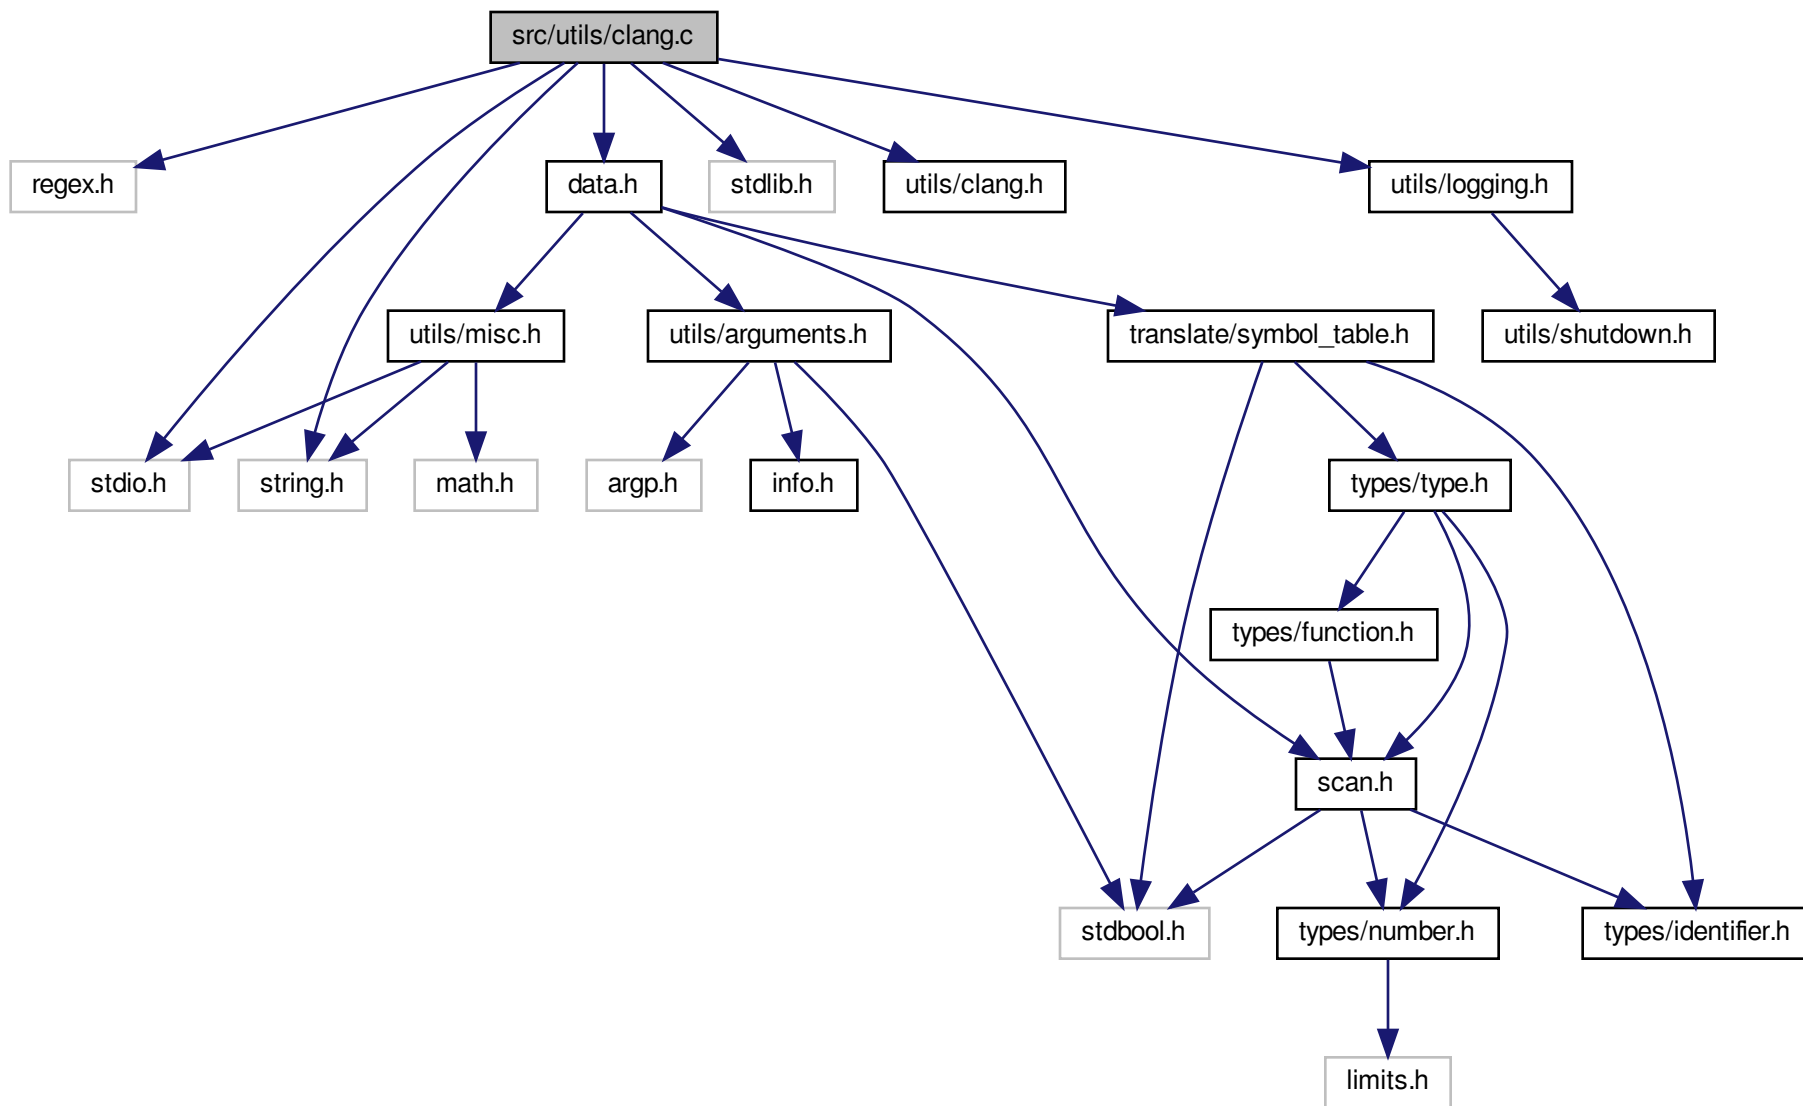 src/utils/clang.c
regex.h
data.h
stdlib.h
utils/clang.h
utils/logging.h
utils/misc.h
utils/arguments.h
translate/symbol_table.h
utils/shutdown.h
stdio.h
string.h
math.h
argp.h
info.h
types/type.h
types/function.h
scan.h
stdbool.h
types/number.h
types/identifier.h
limits.h